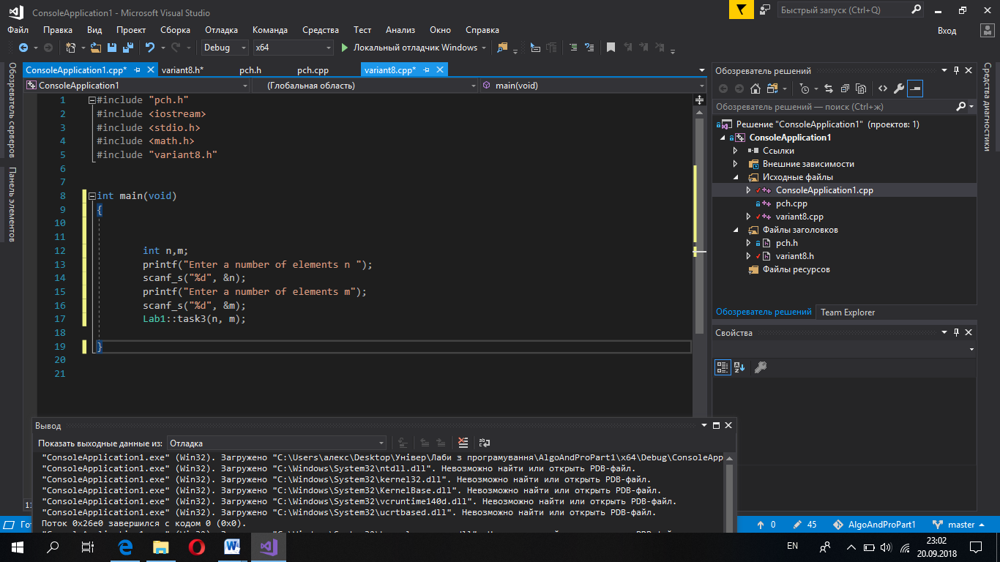 ConsoleApplication1 - Microsoft Visual Studio
Быстрый запуск (Ctrl+Q)
Файл Правка Вид Проект Сборка Отладка Команда Средства Тест Анализ Окно Справка
Вход
Debug x64 Локальный отладчик Windows
Обозреватель серверов
Панель элементов
ConsoleApplication1.cpp* variant8.h* pch.h pch.cpp variant8.cpp*
ConsoleApplication1 (Глобальная область) main(void)
1 #include "pch.h"
2 #include <iostream>
3 #include <stdio.h>
4 #include <math.h>
5 #include "variant8.h"
6
7
8 int main(void)
9 {
10
11
12 int n,m;
13 printf("Enter a number of elements n ");
14 scanf_s("%d", &n);
15 printf("Enter a number of elements m");
16 scanf_s("%d", &m);
17 Lab1::task3(n, m);
18
19 }
20
21
Обозреватель решений
Обозреватель решений — поиск (Ctrl+ж)
Решение "ConsoleApplication1" (проектов: 1)
ConsoleApplication1
Ссылки
Внешние зависимости
Исходные файлы
ConsoleApplication1.cpp
pch.cpp
variant8.cpp
Файлы заголовков
pch.h
variant8.h
Файлы ресурсов
Обозреватель решений Team Explorer
Свойства
Средства диагностики
Вывод
Показать выходные данные из: Отладка
"ConsoleApplication1.exe" (Win32). Загружено "C:\Users\алекс\Desktop\Універ\Лаби з програмування\AlgoAndProPart1\x64\Debug\ConsoleApp
"ConsoleApplication1.exe" (Win32). Загружено "C:\Windows\System32\ntdll.dll". Невозможно найти или открыть PDB-файл.
"ConsoleApplication1.exe" (Win32). Загружено "C:\Windows\System32\kernel32.dll". Невозможно найти или открыть PDB-файл.
"ConsoleApplication1.exe" (Win32). Загружено "C:\Windows\System32\KernelBase.dll". Невозможно найти или открыть PDB-файл.
"ConsoleApplication1.exe" (Win32). Загружено "C:\Windows\System32\vcruntime140d.dll". Невозможно найти или открыть PDB-файл.
"ConsoleApplication1.exe" (Win32). Загружено "C:\Windows\System32\ucrtbased.dll". Невозможно найти или открыть PDB-файл.
Поток 0x26e0 завершился с кодом 0 (0x0).
11
Гот
0 45 AlgoAndProPart1 master
EN
23:02
20.09.2018